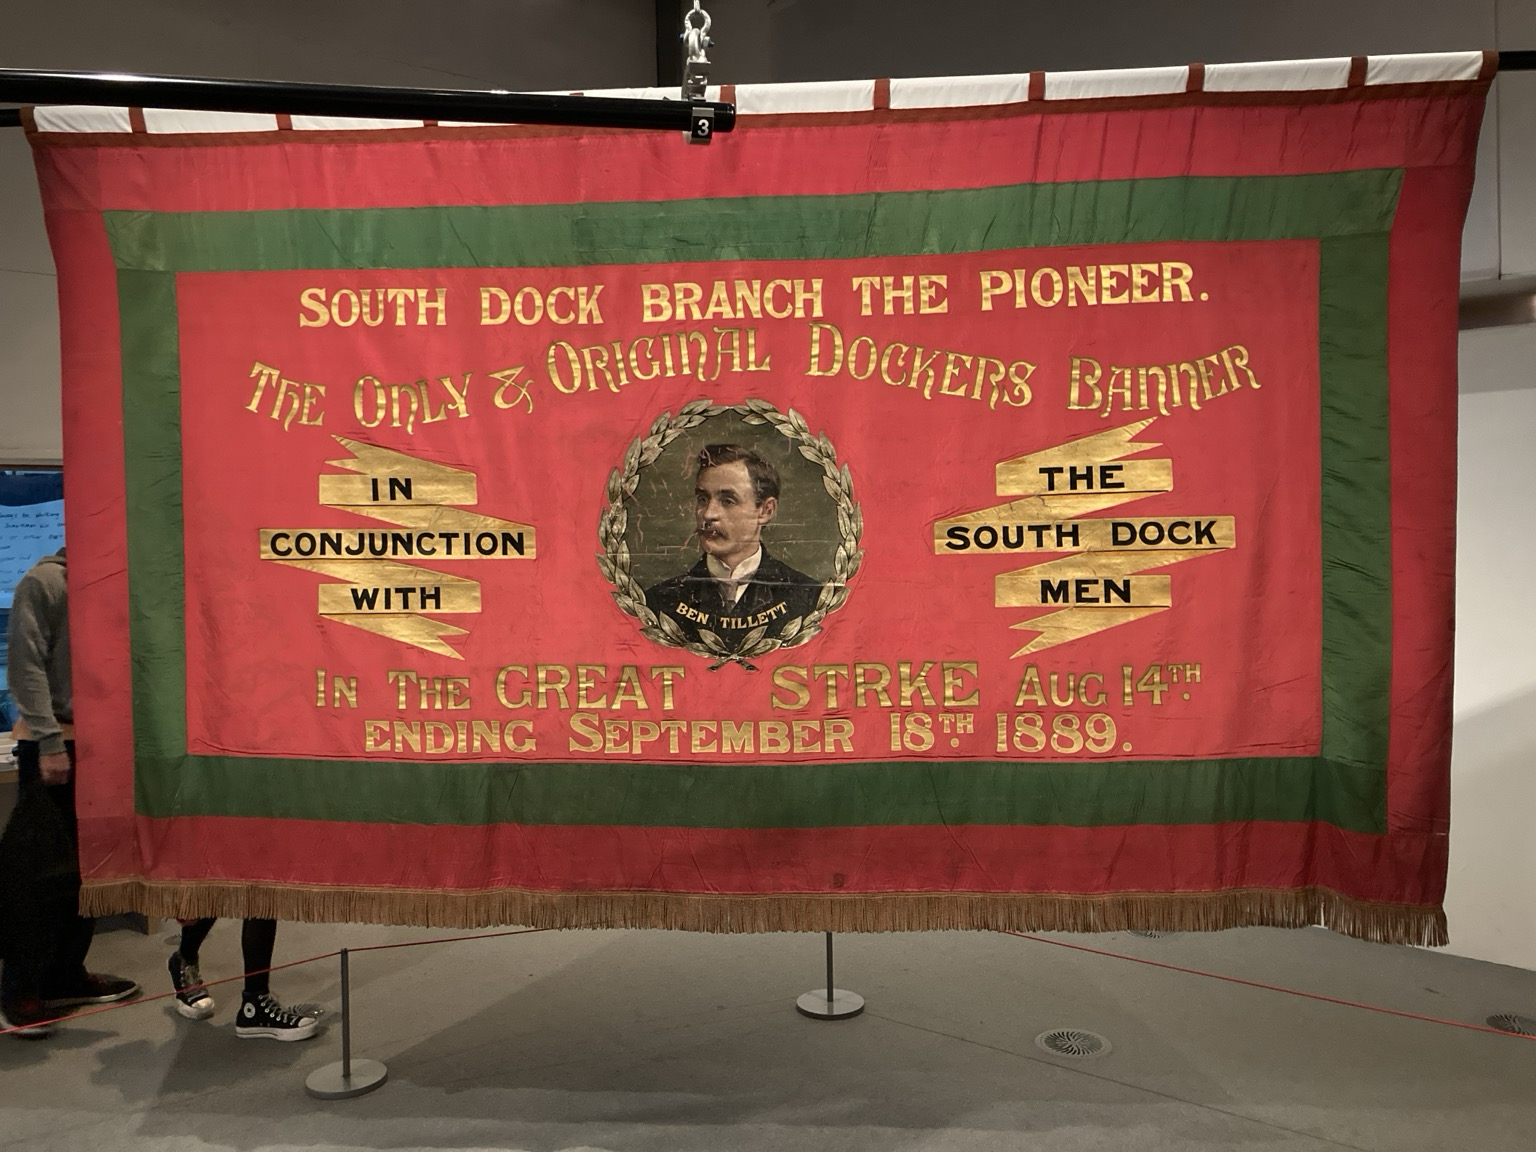 3
SOUTH DOCK BRANCH THE PIONEER.
THE ONLY & ORIGINAL DOCKERS BANNER
IN
CONJUNCTION
WITH
BEN TILLETT
THE
SOUTH DOCK
MEN
IN THE GREAT STRKE AUG 14TH.
ENDING SEPTEMBER 18TH. 1889.